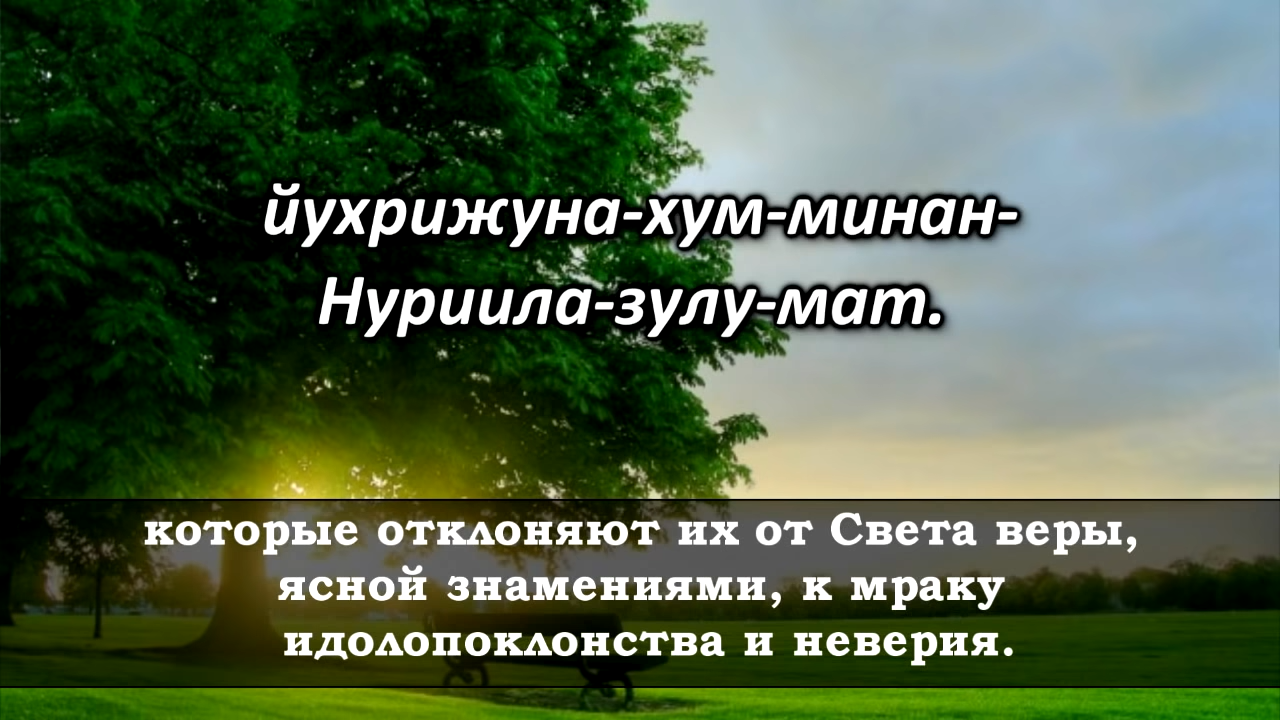 йухрижуна-хум-минан-
Нуриила-зулу-мат.
которые отклоняют их от Света веры,
ясной знамениями, к мраку
идолопоклонства и неверия.